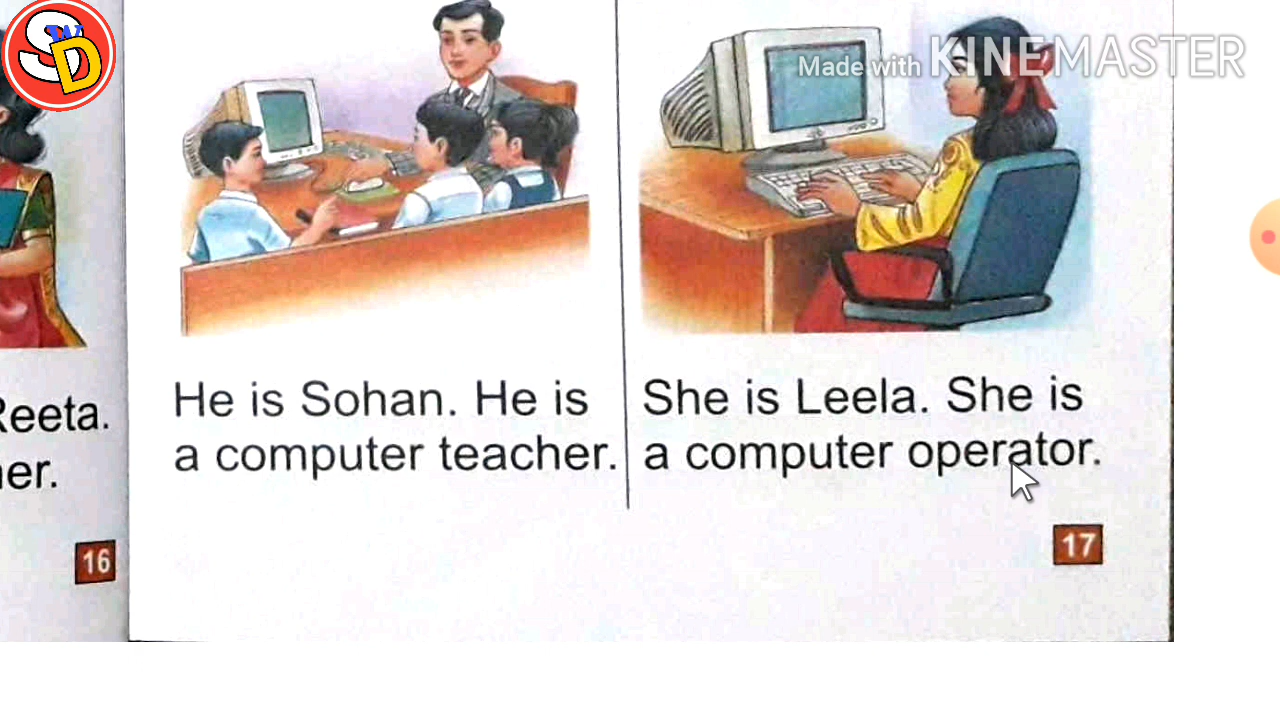 SWD
Made with KINEMASTER
Reeta.
er.
16
He is Sohan. He is
a computer teacher.
She is Leela. She is
a computer operator.
17